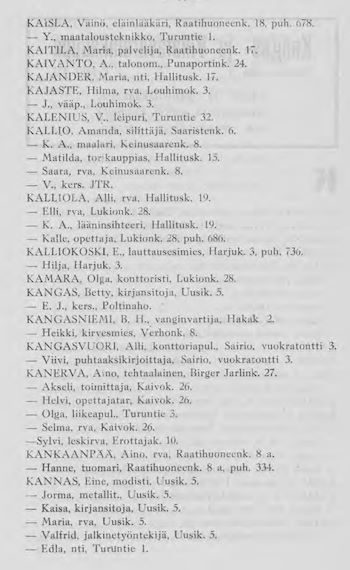 KAISLA, Väinö, eläinlääkäri, Raatihuoneenk. 18, puh. 678.
— Y., maatalousteknikko, Turuntie 1.
KAITILA, Maria, palvelija, Raatihuoneenk. 17.
KAIVANTO, A., talonom., Punaportink. 24.
KAJANDER, Maria, nti, Hallitusk. 17.
KAJASTE, Hilma, rva, Louhimok. 3.
— J., vääp., Louhimok. 3.
KALENIUS, V., leipuri, Turuntie 32.
KALLIO, Amanda, silittäjä, Saaristenk. 6.
— K. A., maalari, Keinusaarenk. 8.
— Matilda, torikauppias, Hallitusk. 15.
— Saara, rva, Keinusaarenk. 8.
— V., kers. JTR.
KALLIOLA, Alli, rva, Hallitusk. 19.
— Elli, rva, Lukionk. 28.
— K. A., lääninsihteeri, Hallitusk. 19.
— Kalle, opettaja, Lukionk. 28, puh. 686.
KALLIOKOSKI, E., lauttausesimies, Harjuk. 3, puh. 736.
— Hilja, Harjuk. 3.
KAMARA, Olga, konttoristi, Lukionk. 28.
KANGAS, Betty, kirjansitoja, Uusik. 5.
— E. J., kers., Poltinaho.
KANGASNIEMI, B. H., vanginvartija, Hakak. 2.
— Heikki, kirvesmies, Verhonk. 8.
KANGASVUORI, Alli, konttoriapul., Sairio, vuokratontti 3.
— Viivi, puhtaaksikirjoittaja, Sairio, vuokratontti 3.
KANERVA, Aino, tehtaalainen, Birger Jarlink. 27.
— Akseli, toimittaja, Kaivok. 26.
— Helvi, opettajatar, Kaivok. 26.
— Olga, liikeapul., Turuntie 3.
— Selma, rva, Kaivok. 26.
—Sylvi, leskirva, Erottajak. 10.
KANKAANPÄÄ, Aino, rva, Raatihuoneenk. 8 a.
— Hanne, tuomari, Raatihuoneenk. 8 a, puh. 334.
KANNAS, Eine, modisti, Uusik. 5.
— Jorma, metallit., Uusik. 5.
— Kaisa, kirjansitoja, Uusik. 5.
— Maria, rva, Uusik. 5.
— Valfrid, jalkinetyöntekijä, Uusik. 5.
— Edla, nti, Turuntie 1.